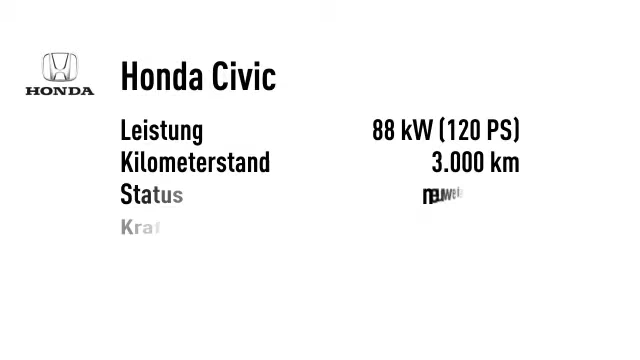 HONDA
Honda Civic
Leistung 88 kW (120 PS)
Kilometerstand 3.000 km
Status